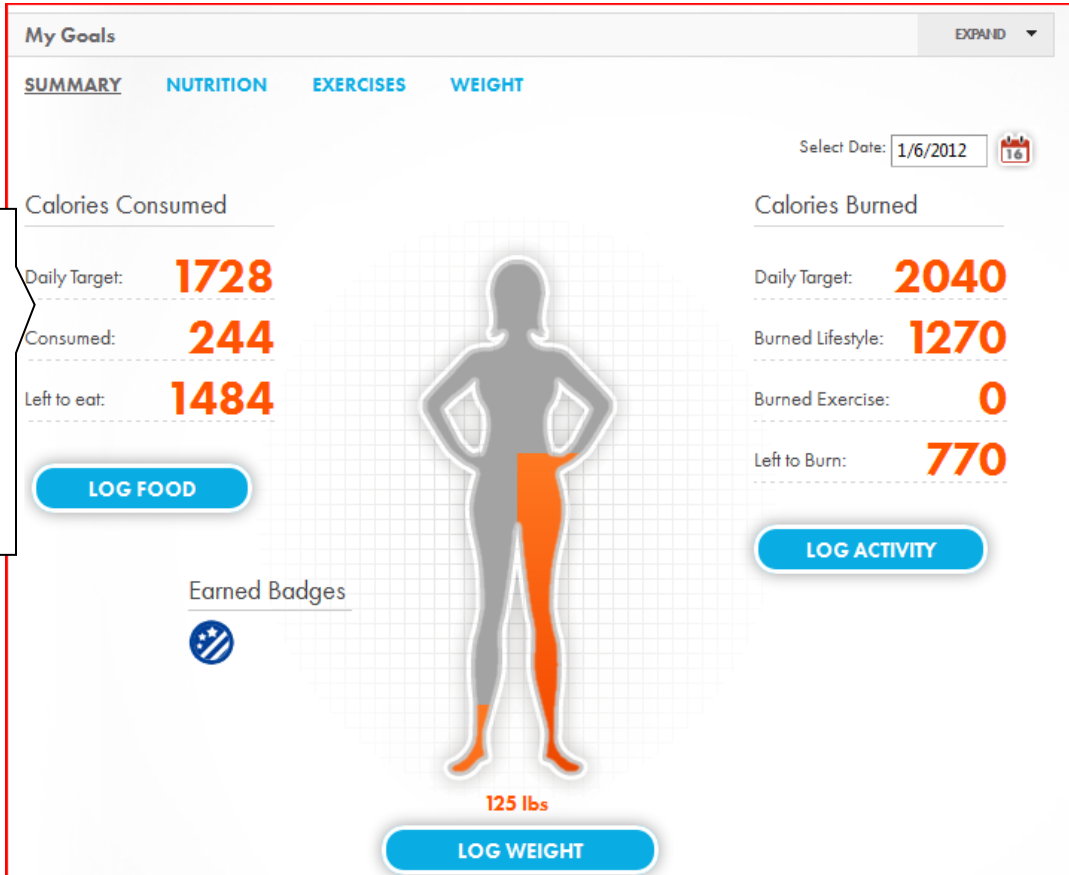 My Goals
EXPAND
SUMMARY NUTRITION EXERCISES WEIGHT
Select Date: 1/6/2012
16
Calories Consumed
Daily Target: 1728
Consumed: 244
Left to eat: 1484
LOG FOOD
Calories Burned
Daily Target: 2040
Burned Lifestyle: 1270
Burned Exercise: 0
Left to Burn: 770
LOG ACTIVITY
Earned Badges
125 lbs
LOG WEIGHT